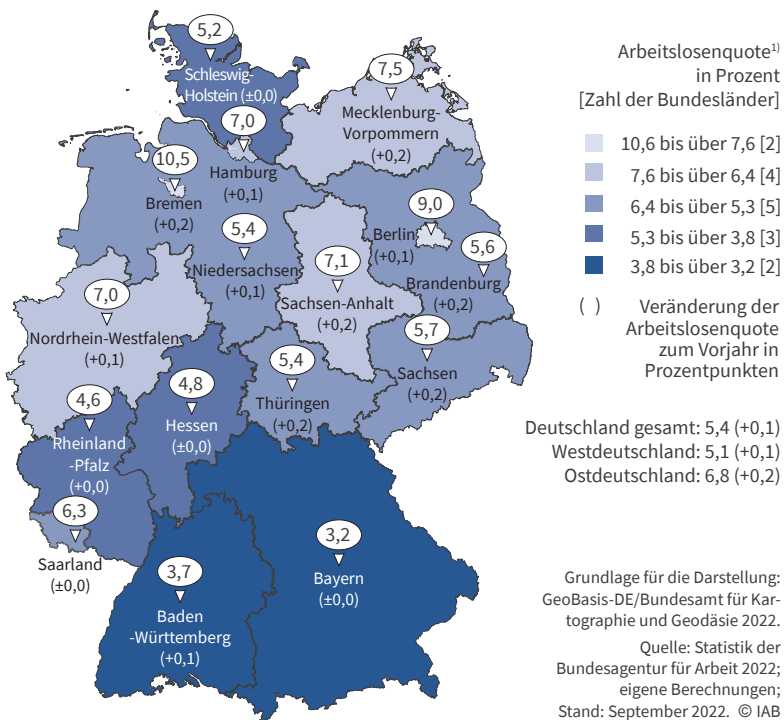 5,2
Schleswig-
Holstein (±0,0)
7,5
Mecklenburg-
Vorpommern
(+0,2)
7,0
Hamburg
(+0,1)
10,5
Bremen
(+0,2)
9,0
Berlin
(+0,1)
5,4
Niedersachsen
(+0,1)
5,6
Brandenburg
(+0,2)
7,1
Sachsen-Anhalt
(+0,2)
7,0
Nordrhein-Westfalen
(+0,1)
5,7
Sachsen
(+0,2)
5,4
Thüringen
(+0,2)
4,8
Hessen
(±0,0)
4,6
Rheinland
-Pfalz
(+0,0)
6,3
Saarland
(±0,0)
3,2
Bayern
(±0,0)
3,7
Baden
-Württemberg
(+0,1)
Arbeitslosenquote1)
in Prozent
[Zahl der Bundesländer]
10,6 bis über 7,6 [2]
7,6 bis über 6,4 [4]
6,4 bis über 5,3 [5]
5,3 bis über 3,8 [3]
3,8 bis über 3,2 [2]
( ) Veränderung der
Arbeitslosenquote
zum Vorjahr in
Prozentpunkten
Deutschland gesamt: 5,4 (+0,1)
Westdeutschland: 5,1 (+0,1)
Ostdeutschland: 6,8 (+0,2)
Grundlage für die Darstellung:
GeoBasis-DE/Bundesamt für Kar-
tographie und Geodäsie 2022.
Quelle: Statistik der
Bundesagentur für Arbeit 2022;
eigene Berechnungen;
Stand: September 2022. © IAB